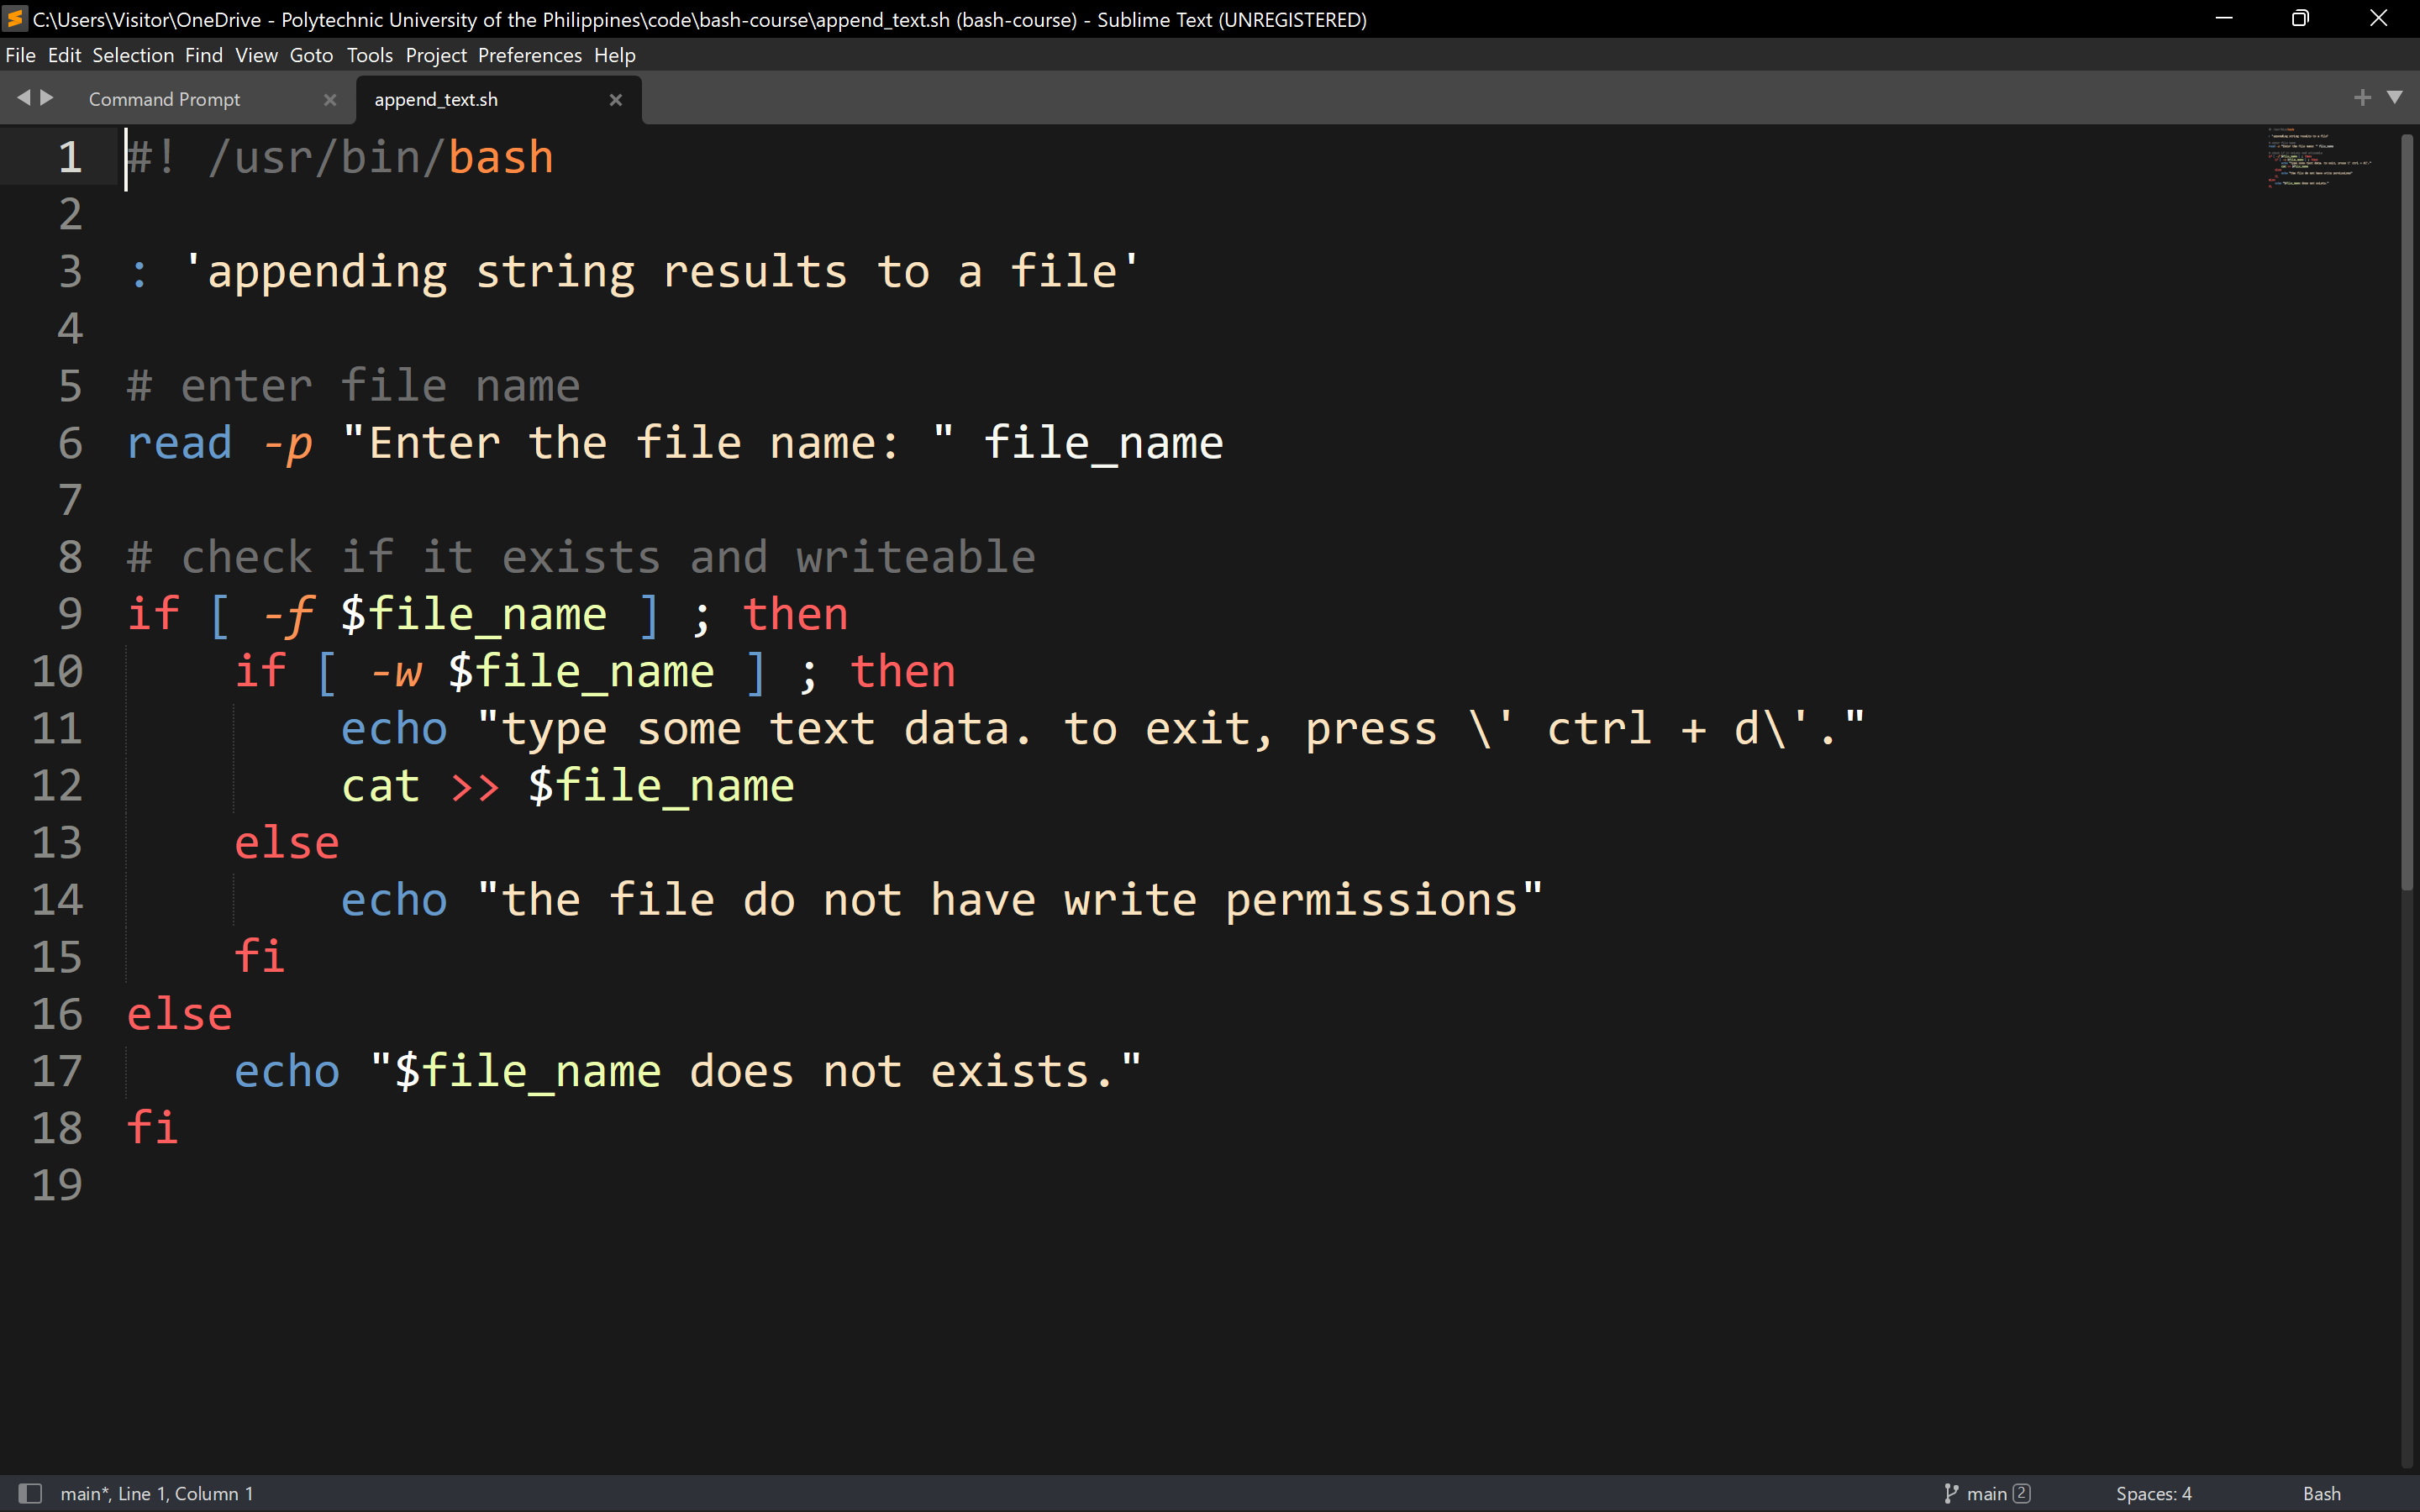 C:\Users\Visitor\OneDrive - Polytechnic University of the Philippines\code\bash-course\append_text.sh (bash-course) - Sublime Text (UNREGISTERED)
File Edit Selection Find View Goto Tools Project Preferences Help
Command Prompt × append_text.sh ×
1 #! /usr/bin/bash
2
3 : 'appending string results to a file'
4
5 # enter file name
6 read -p "Enter the file name: " file_name
7
8 # check if it exists and writeable
9 if [ -f $file_name ] ; then
10     if [ -w $file_name ] ; then
11         echo "type some text data. to exit, press \' ctrl + d\'."
12         cat >> $file_name
13     else
14         echo "the file do not have write permissions"
15     fi
16 else
17     echo "$file_name does not exists."
18 fi
19
main*, Line 1, Column 1 main 2 Spaces: 4 Bash